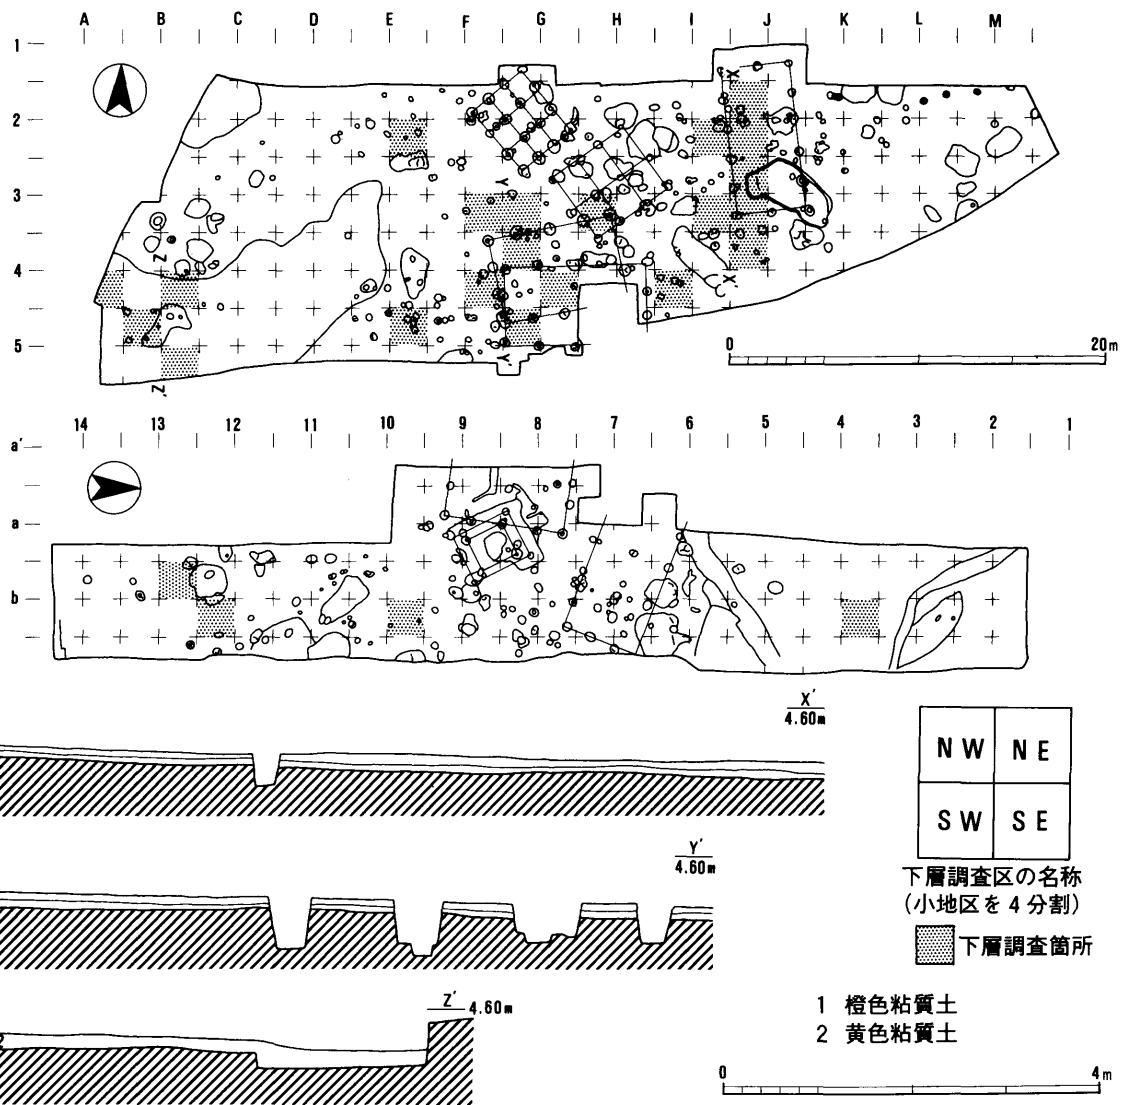 A B C D E F G H I J K L M
1
2
3
4
5
X
X'
Y
Y'
Z
Z'
0 20m
14 13 12 11 10 9 8 7 6 5 4 3 2 1
a'
a
b
X'
4.60m
Y'
4.60m
Z'
4.60m
2
NW NE
SW SE
下層調査区の名称
(小地区を4分割)
下層調査箇所
1 橙色粘質土
2 黄色粘質土
0 4m